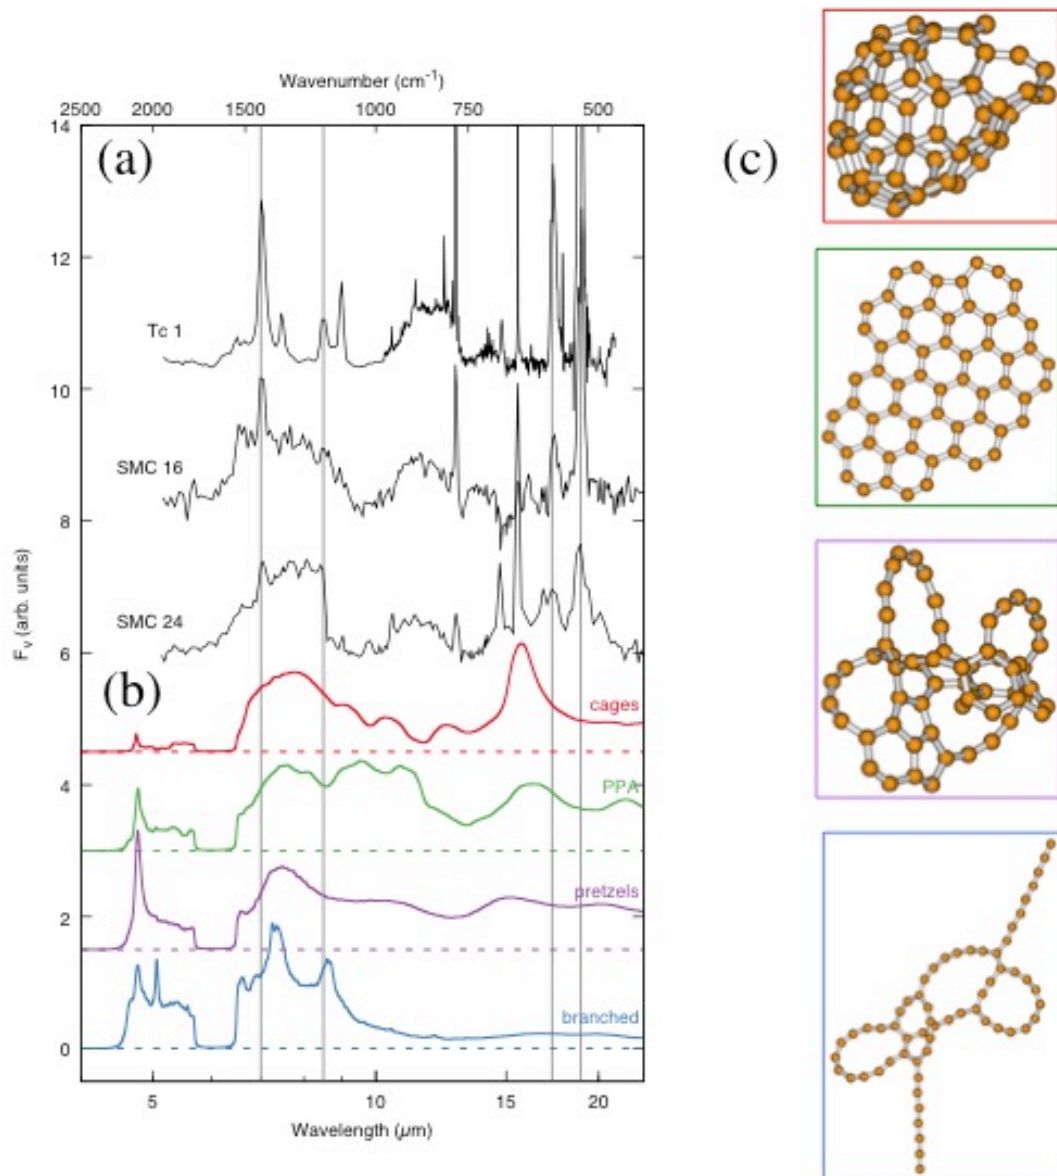 Wavenumber (cm⁻¹)
2500 2000 1500 1000 750 500
14
(a)
(c)
12
Tc 1
10
SMC 16
8
SMC 24
6
(b)
cages
4
PPA
pretzels
2
branched
0
Fν (arb. units)
5 10 15 20
Wavelength (μm)